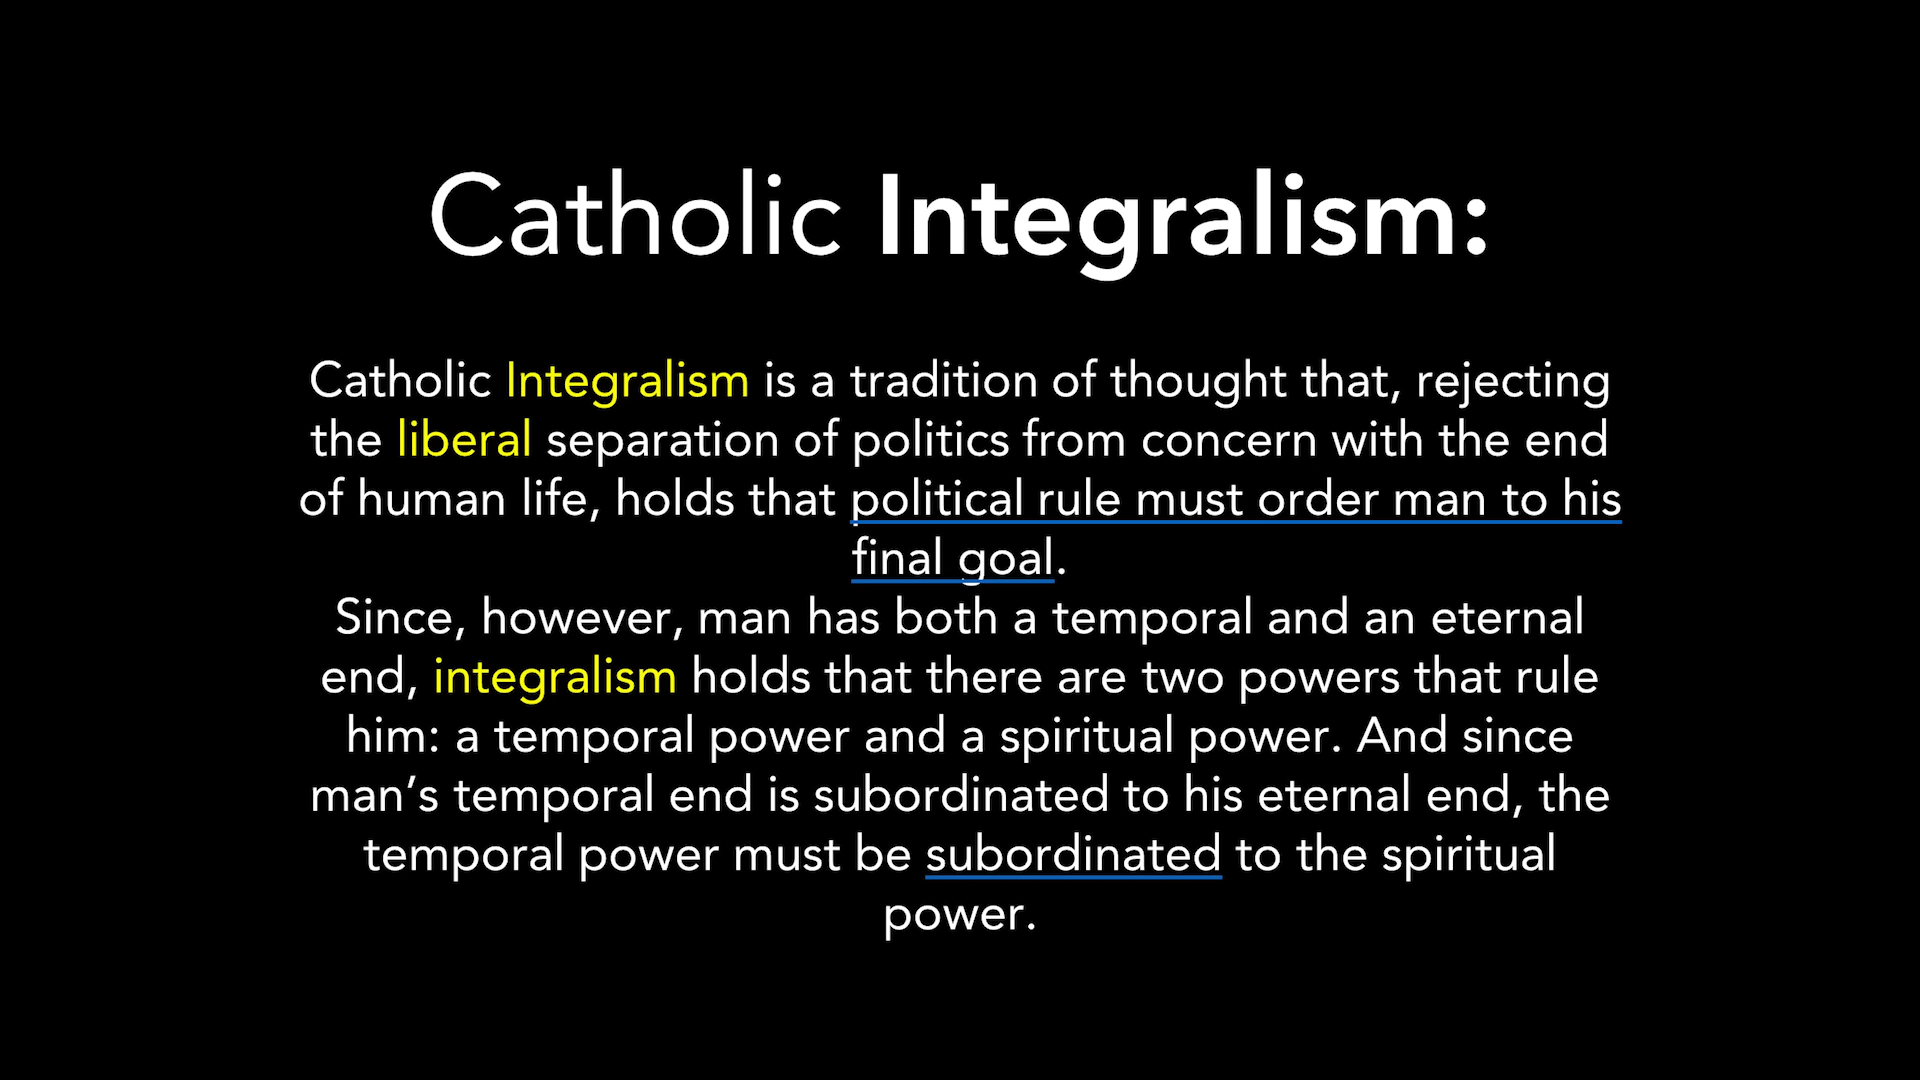 Catholic Integralism:
Catholic Integralism is a tradition of thought that, rejecting
the liberal separation of politics from concern with the end
of human life, holds that political rule must order man to his
final goal.
Since, however, man has both a temporal and an eternal
end, integralism holds that there are two powers that rule
him: a temporal power and a spiritual power. And since
man’s temporal end is subordinated to his eternal end, the
temporal power must be subordinated to the spiritual
power.